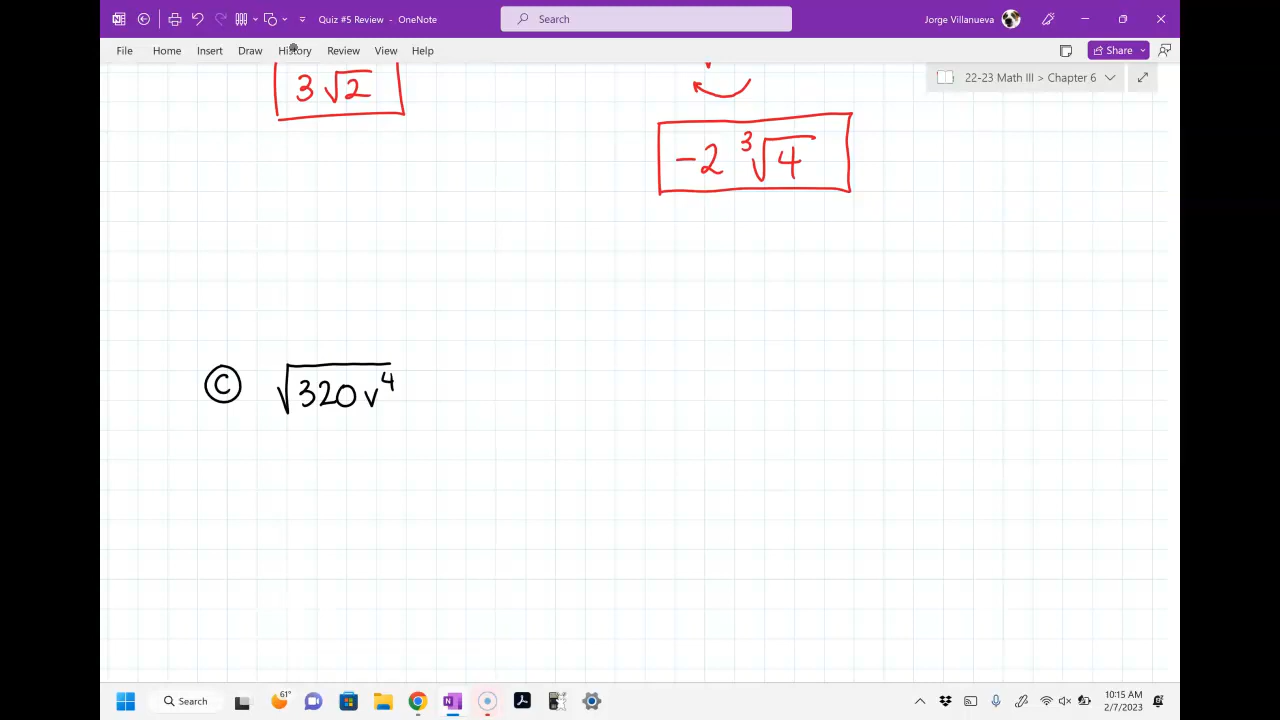 Quiz #5 Review - OneNote
Search
Jorge Villanueva
File Home Insert Draw History Review View Help
Share
3√2
22-23 Math III > Chapter 6
-2 ³√4
Ⓒ √320v⁴
61°
Search
10:15 AM
2/7/2023